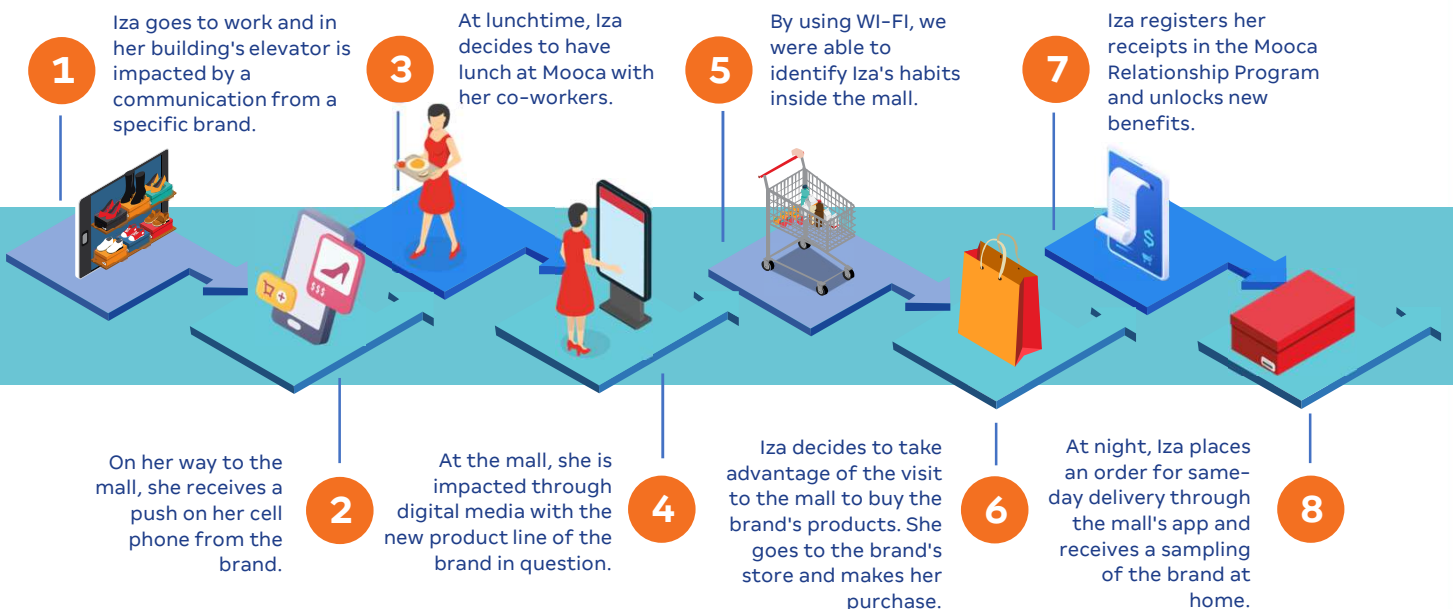 1
Iza goes to work and in
her building's elevator is
impacted by a
communication from a
specific brand.
2
On her way to the
mall, she receives a
push on her cell
phone from the
brand.
3
At lunchtime, Iza
decides to have
lunch at Mooca with
her co-workers.
4
At the mall, she is
impacted through
digital media with the
new product line of the
brand in question.
5
By using WI-FI, we
were able to
identify Iza's habits
inside the mall.
6
Iza decides to take
advantage of the visit
to the mall to buy the
brand's products. She
goes to the brand's
store and makes her
purchase.
7
Iza registers her
receipts in the Mooca
Relationship Program
and unlocks new
benefits.
8
At night, Iza places
an order for same-
day delivery through
the mall's app and
receives a sampling
of the brand at
home.
$$$
$